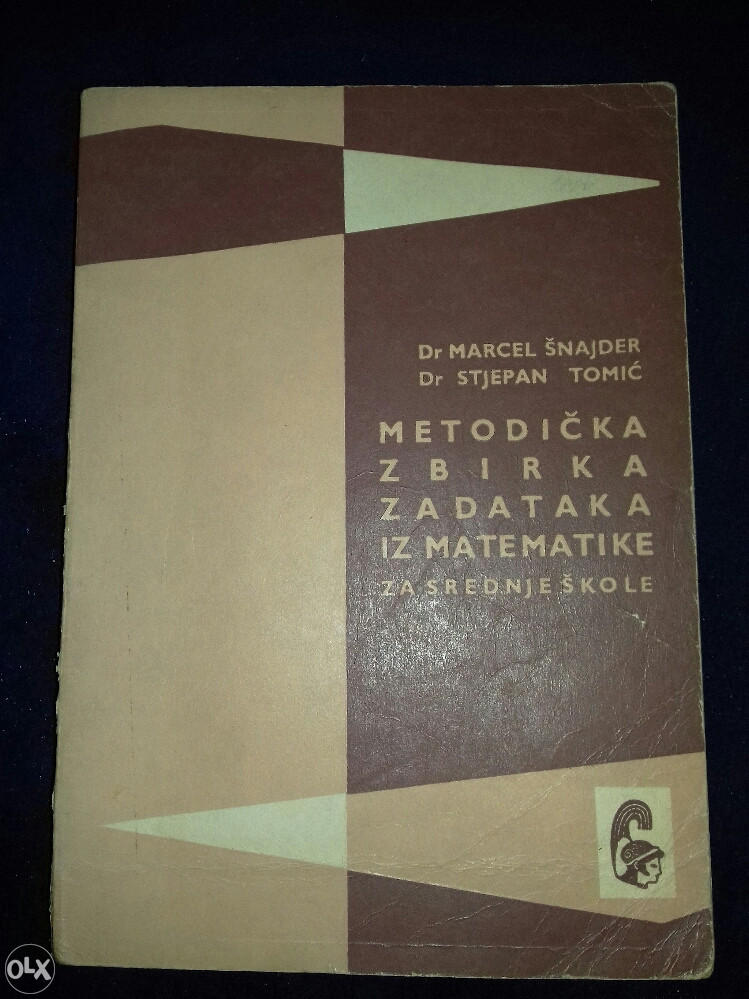 Dr MARCEL ŠNAJDER
Dr STJEPAN TOMIĆ
METODIČKA
ZBIRKA
ZADATAKA
IZ MATEMATIKE
ZA SREDNJE ŠKOLE
OLX